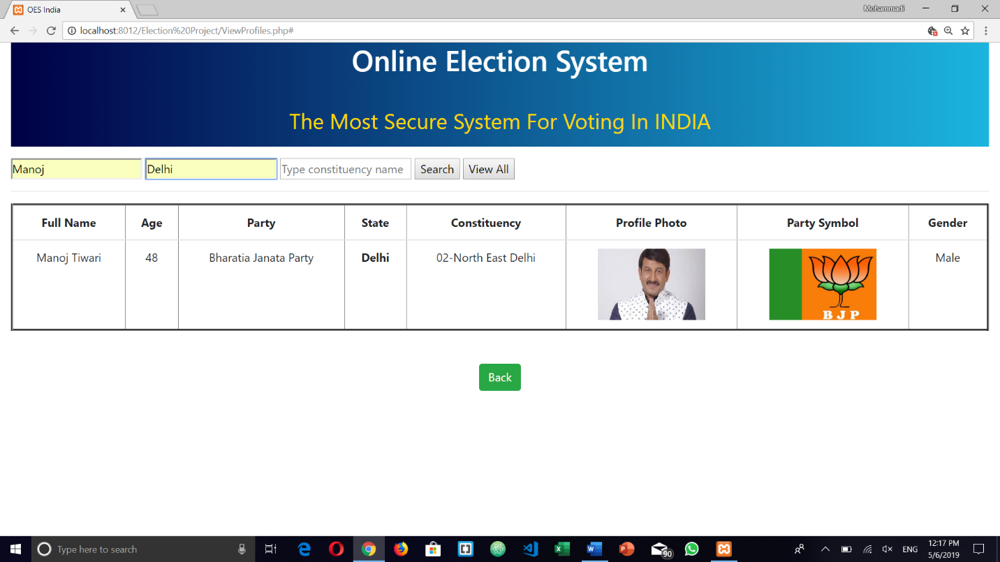 OES India
Mohammadi
localhost:8012/Election%20Project/ViewProfiles.php#
Online Election System
The Most Secure System For Voting In INDIA
Manoj Delhi Type constituency name Search View All
Full Name Age Party State Constituency Profile Photo Party Symbol Gender
Manoj Tiwari 48 Bharatia Janata Party Delhi 02-North East Delhi Male
BJP
Back
Type here to search
90
ENG
12:17 PM
5/6/2019